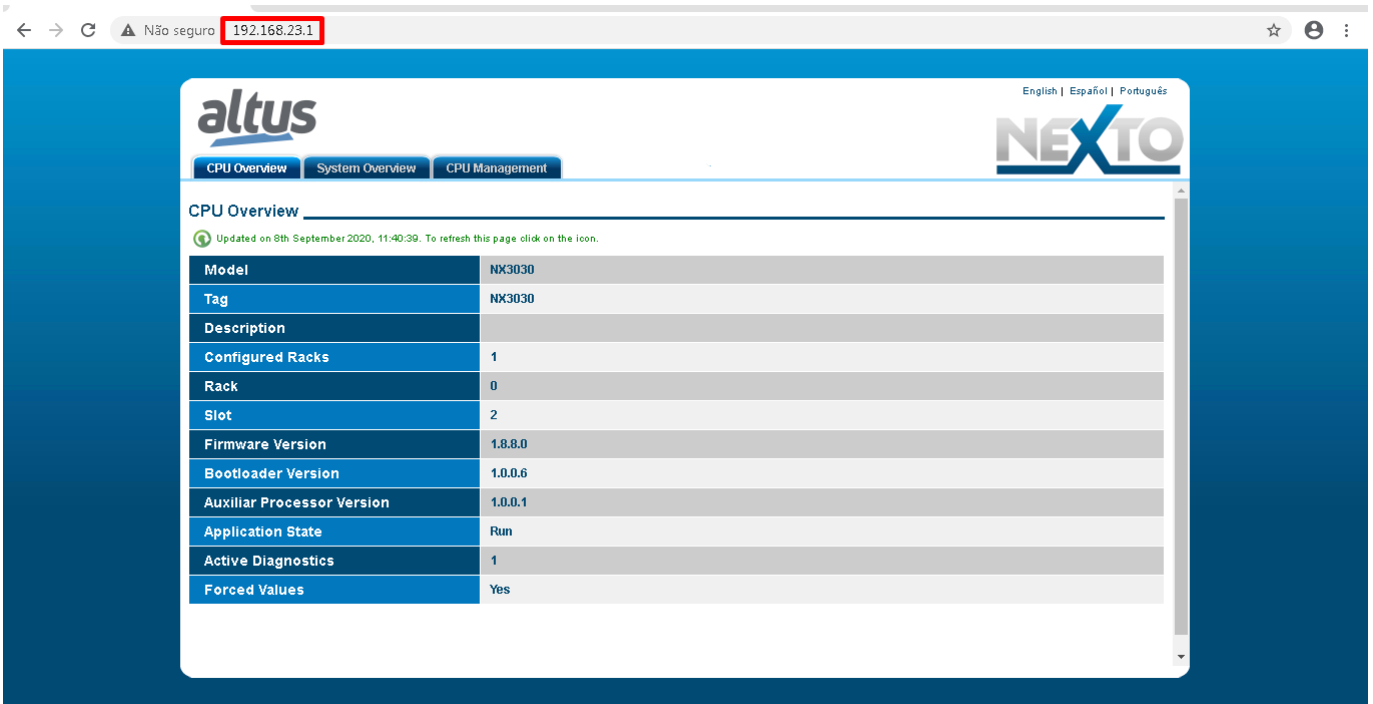 Não seguro 192.168.23.1
altus
English | Español | Português
NEXTO
CPU Overview System Overview CPU Management
CPU Overview
Updated on 8th September 2020, 11:40:39. To refresh this page click on the icon.
Model NX3030
Tag NX3030
Description
Configured Racks 1
Rack 0
Slot 2
Firmware Version 1.8.8.0
Bootloader Version 1.0.0.6
Auxiliar Processor Version 1.0.0.1
Application State Run
Active Diagnostics 1
Forced Values Yes